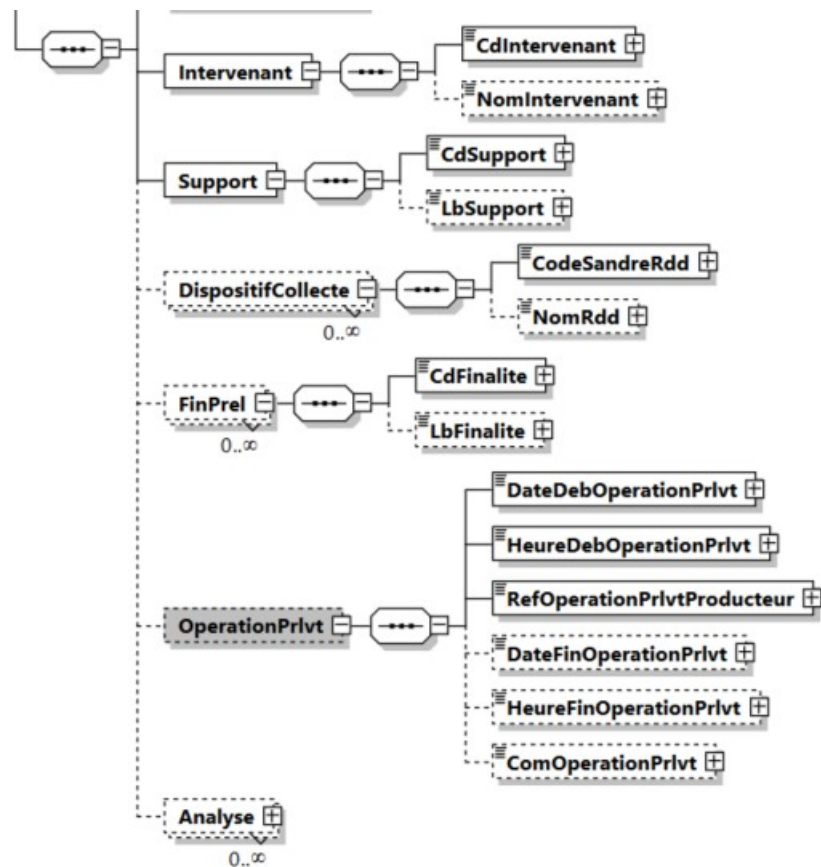 CdIntervenant
Intervenant
NomIntervenant
CdSupport
Support
LbSupport
CodeSandreRdd
DispositifCollecte
0..∞
NomRdd
CdFinalite
FinPrel
0..∞
LbFinalite
DateDebOperationPrlvt
HeureDebOperationPrlvt
RefOperationPrlvtProducteur
OperationPrlvt
DateFinOperationPrlvt
HeureFinOperationPrlvt
ComOperationPrlvt
Analyse
0..∞